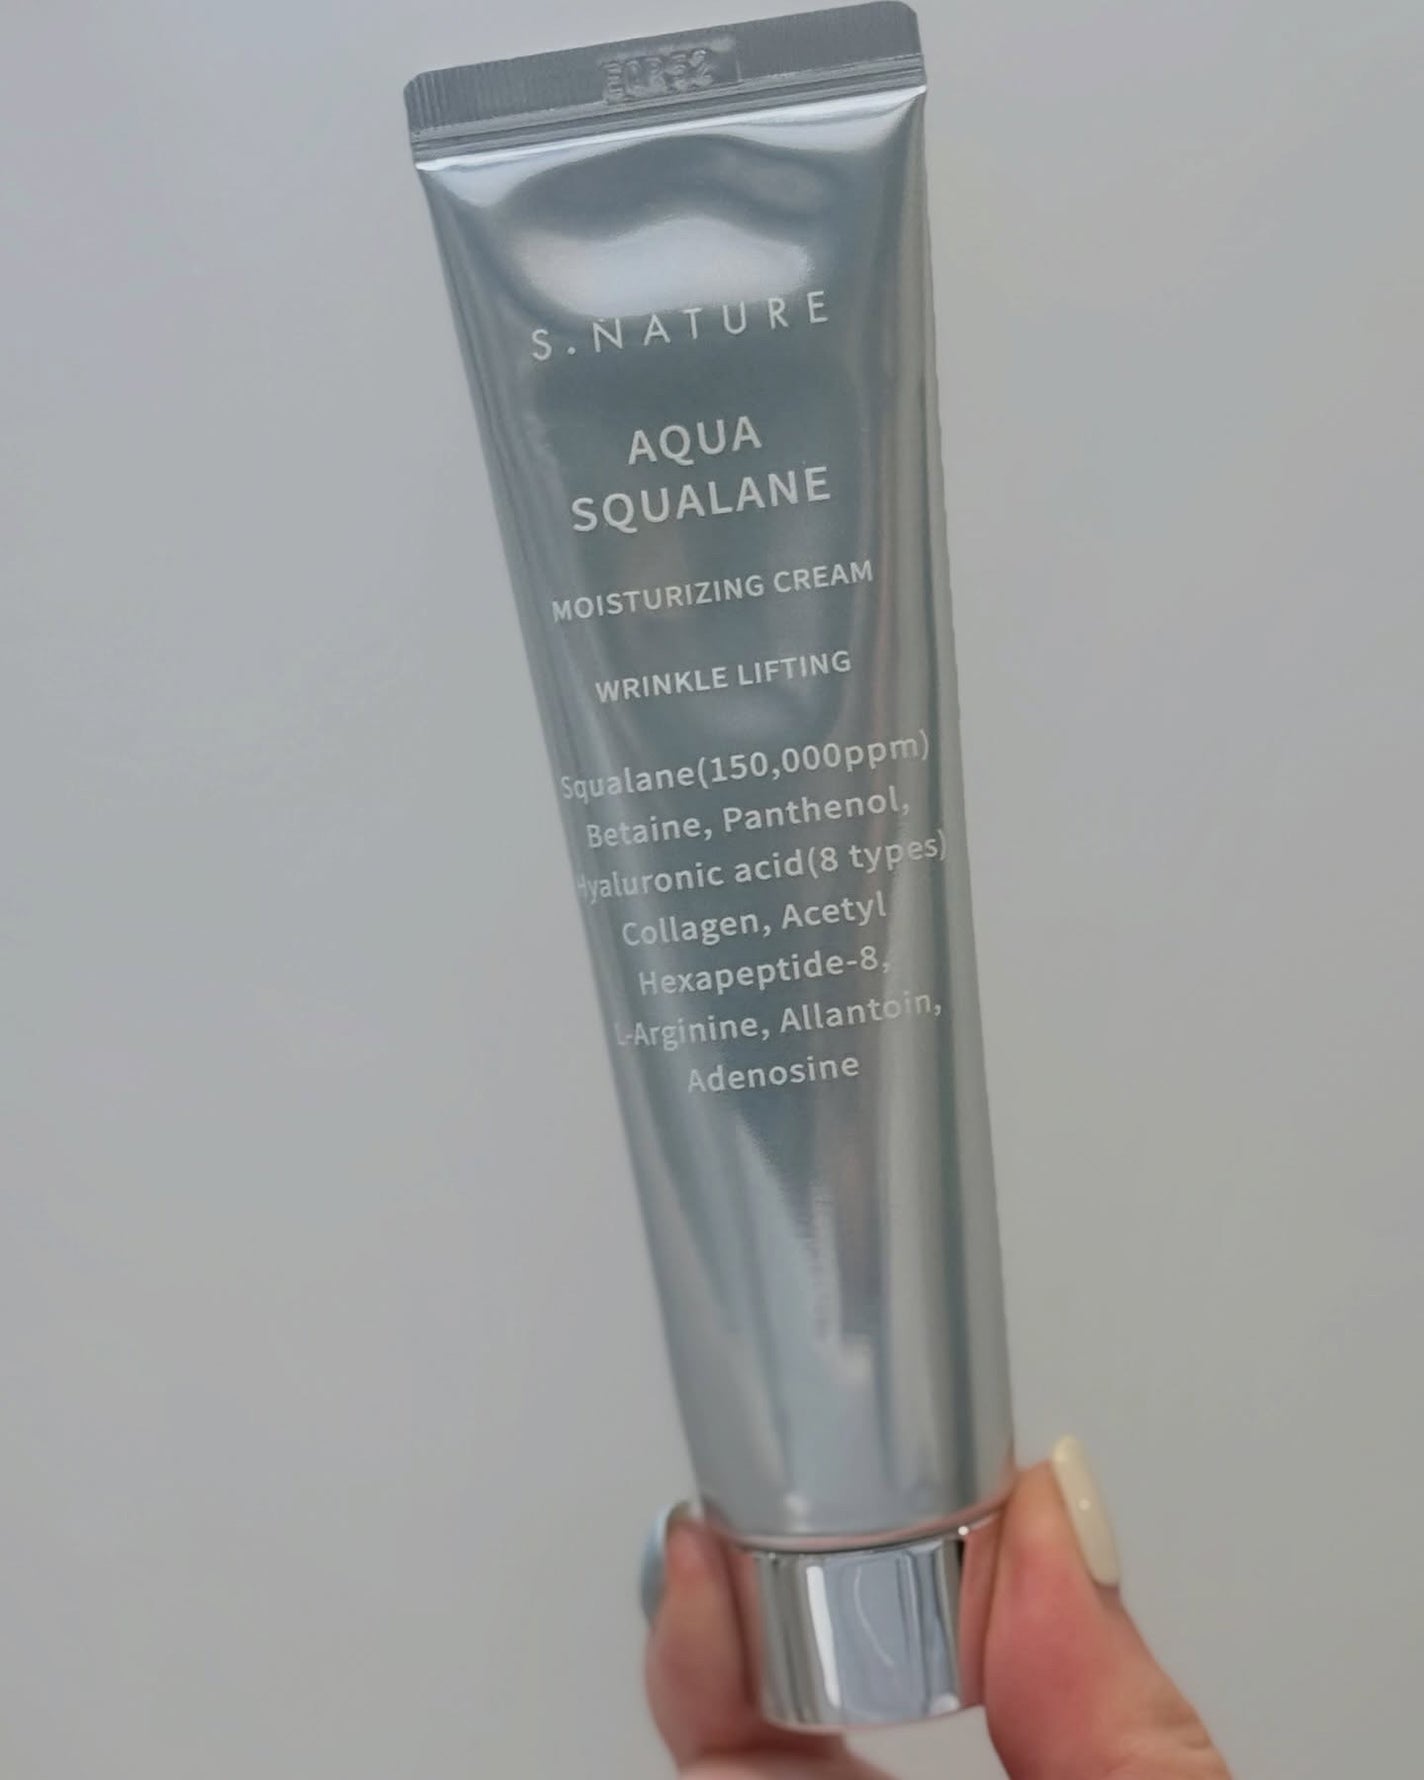 S.NATURE
AQUA
SQUALANE
MOISTURIZING CREAM
WRINKLE LIFTING
Squalane(150,000ppm)
Betaine, Panthenol,
Hyaluronic acid(8 types)
Collagen, Acetyl
Hexapeptide-8,
L-Arginine, Allantoin,
Adenosine